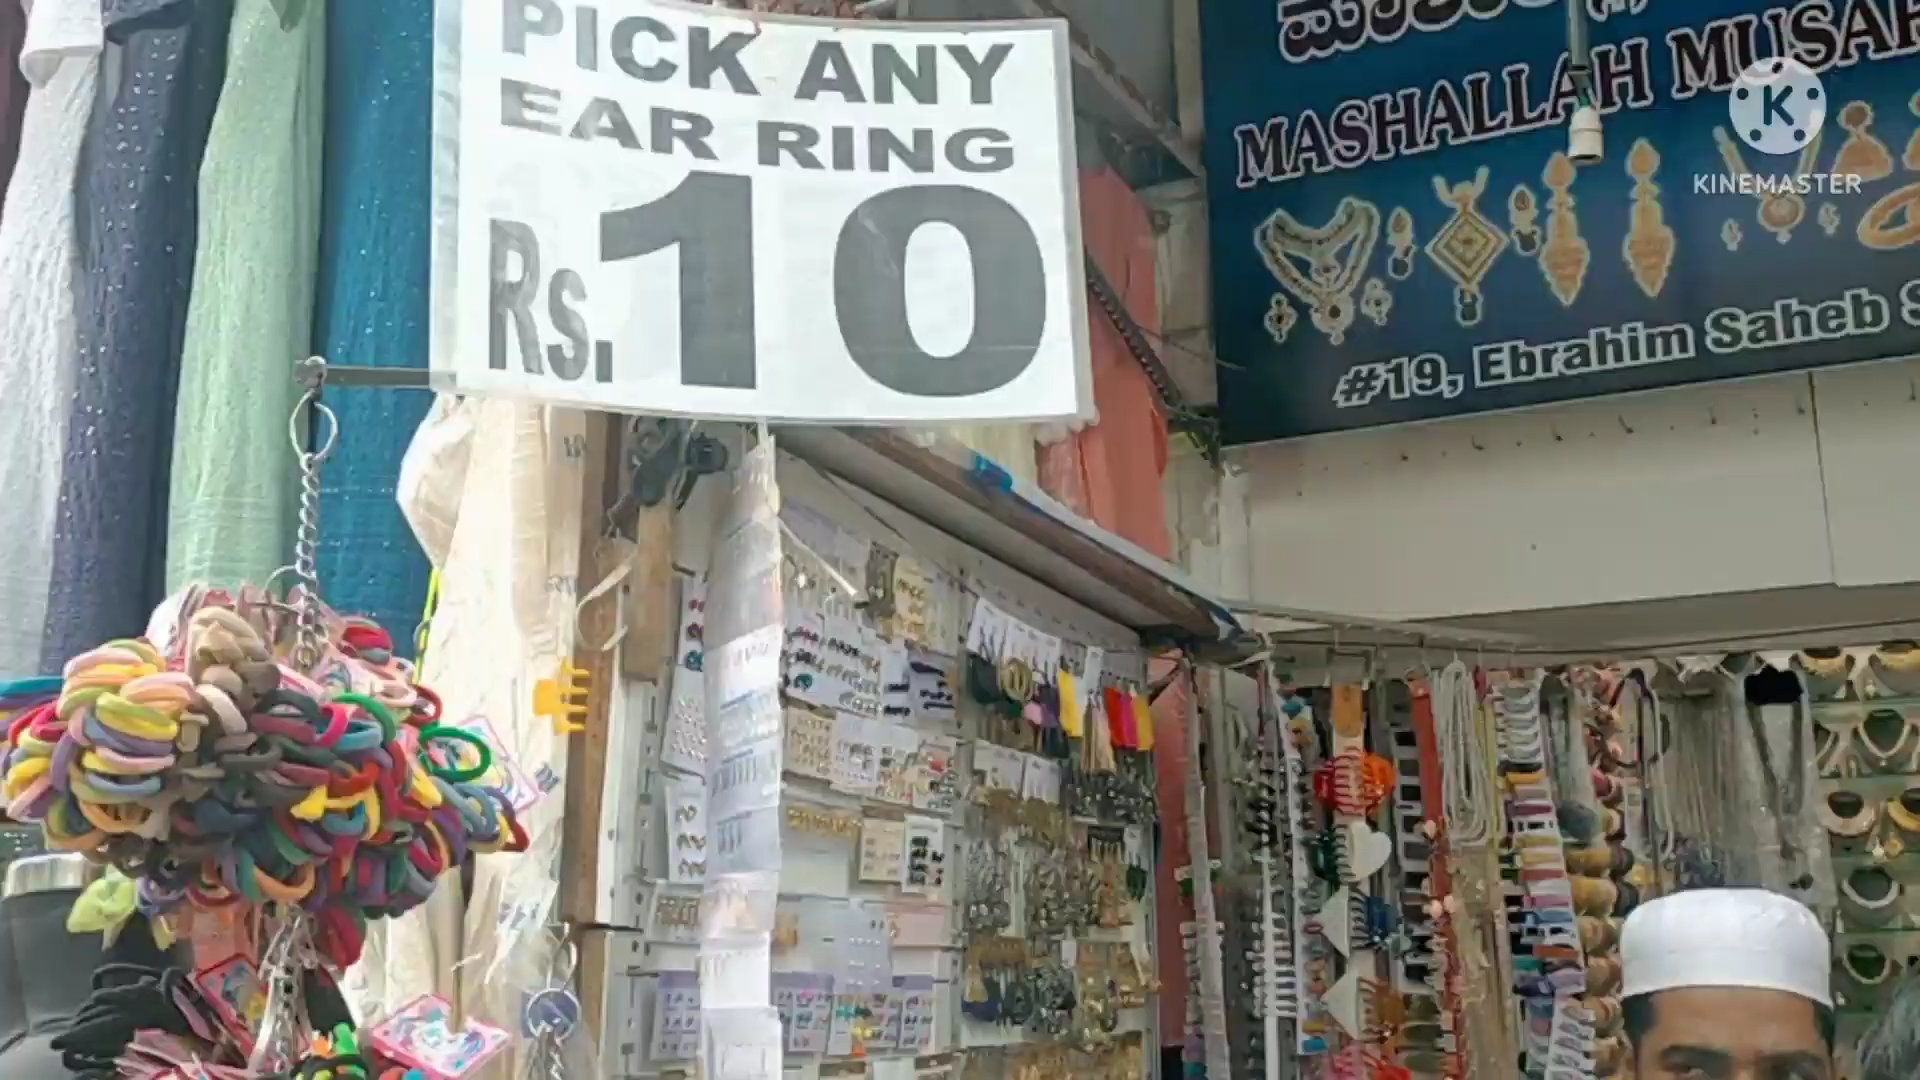 PICK ANY
EAR RING
Rs.10
MASHALLAH
#19, Ebrahim Saheb
KINEMASTER